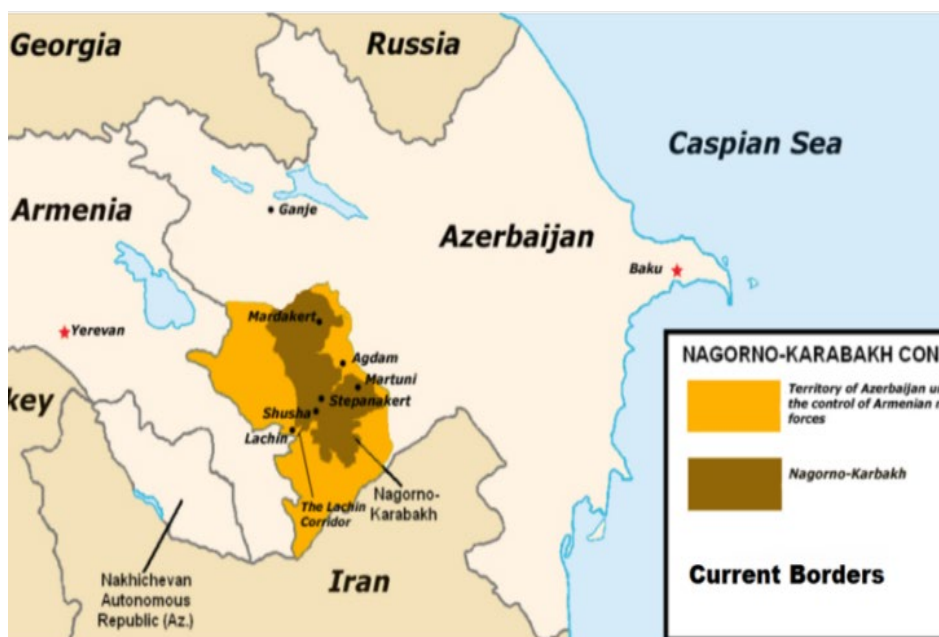 Georgia
Russia
Caspian Sea
Armenia
Ganje
Azerbaijan
Baku
Yerevan
Mardakert
Agdam
Martuni
Stepanakert
Shusha
Lachin
key
The Lachin
Corridor
Nagorno-
Karabakh
Nakhichevan
Autonomous
Republic (Az.)
Iran
NAGORNO-KARABAKH CON
Territory of Azerbaijan u
the control of Armenian
forces
Nagorno-Karbakh
Current Borders